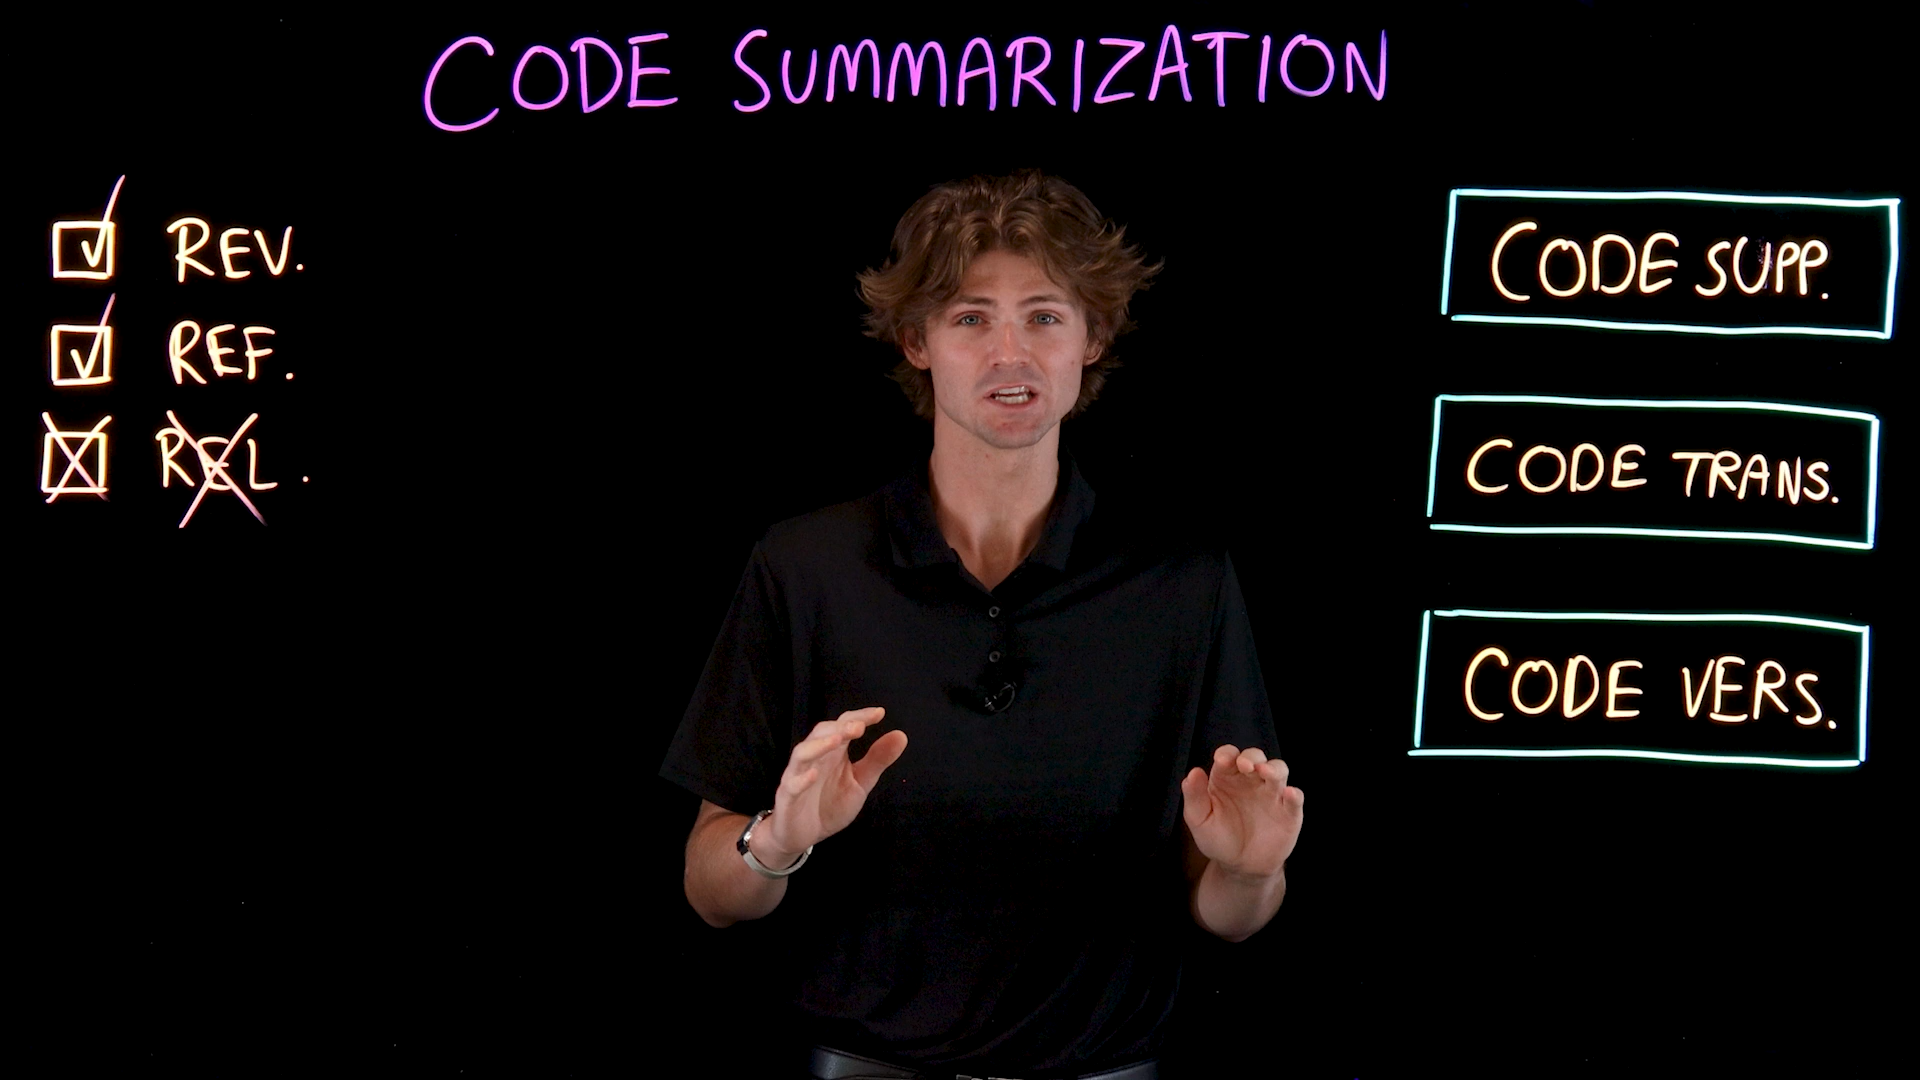 CODE SUMMARIZATION
REV.
REF.
REL.
CODE SUPP.
CODE TRANS.
CODE VERS.